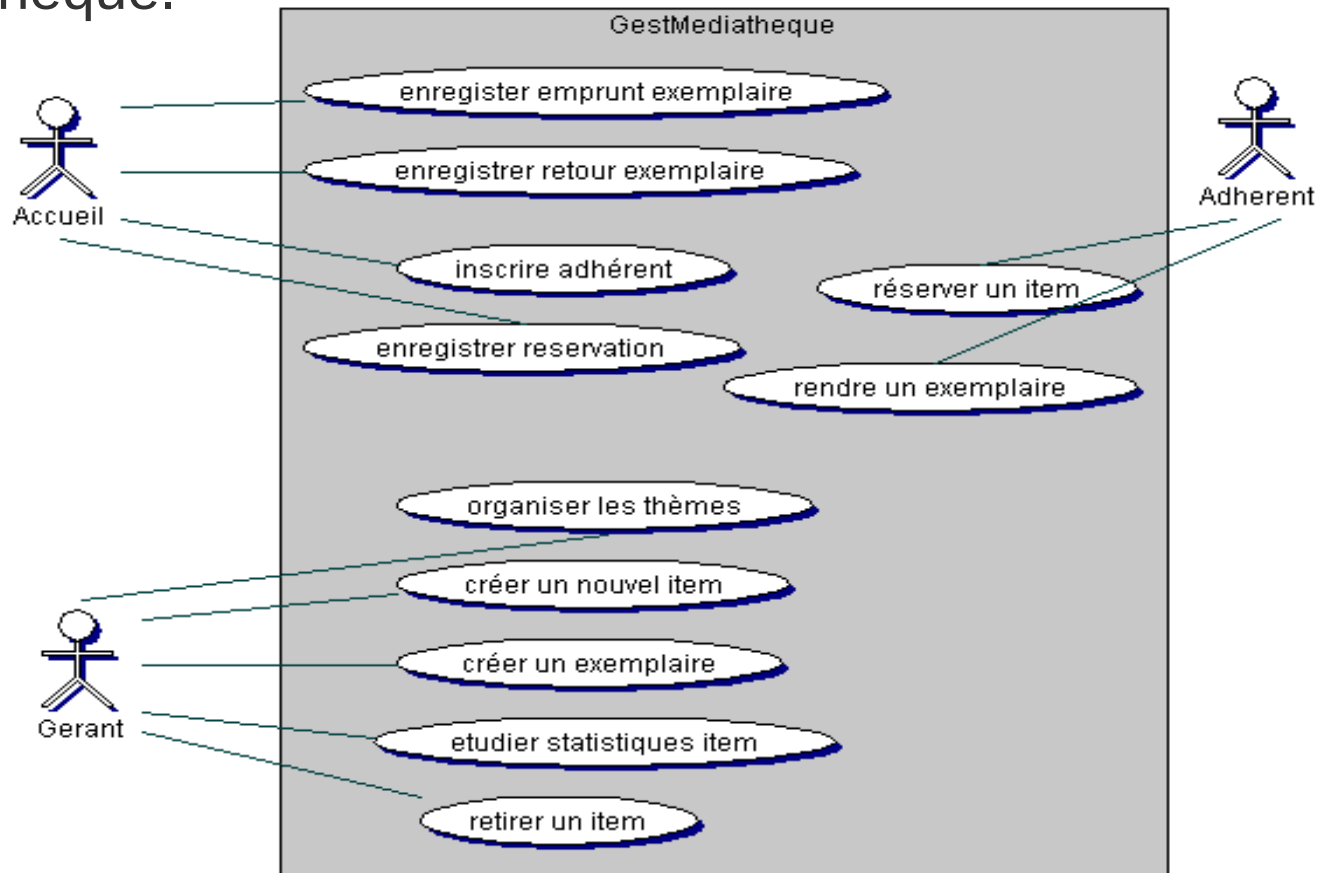 GestMediatheque
enregister emprunt exemplaire
enregistrer retour exemplaire
Accueil
Adherent
inscrire adhérent
réserver un item
enregistrer reservation
rendre un exemplaire
organiser les thèmes
créer un nouvel item
créer un exemplaire
Gerant
etudier statistiques item
retirer un item